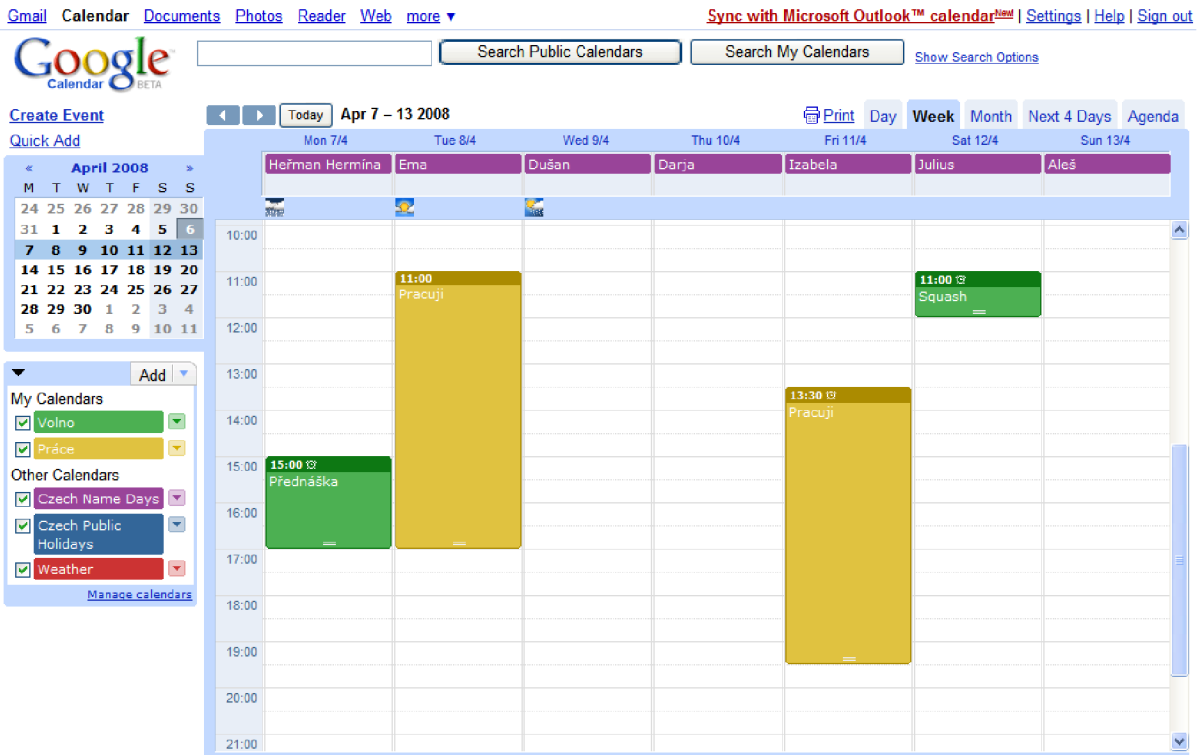 Gmail Calendar Documents Photos Reader Web more ▼
Sync with Microsoft Outlook™ calendar New! | Settings | Help | Sign out
Google
Calendar BETA
Search Public Calendars
Search My Calendars
Show Search Options
Create Event
Quick Add
Today
Apr 7 – 13 2008
Print
Day
Week
Month
Next 4 Days
Agenda
« April 2008 »
M T W T F S S
24 25 26 27 28 29 30
31 1 2 3 4 5 6
7 8 9 10 11 12 13
14 15 16 17 18 19 20
21 22 23 24 25 26 27
28 29 30 1 2 3 4
5 6 7 8 9 10 11
Add
My Calendars
Volno
Práce
Other Calendars
Czech Name Days
Czech Public
Holidays
Weather
Manage calendars
Mon 7/4
Tue 8/4
Wed 9/4
Thu 10/4
Fri 11/4
Sat 12/4
Sun 13/4
Heřman Hermína
Ema
Dušan
Darja
Izabela
Julius
Aleš
10:00
11:00
12:00
13:00
14:00
15:00
16:00
17:00
18:00
19:00
20:00
21:00
15:00
Přednáška
11:00
Pracuji
13:30
Pracuji
11:00
Squash